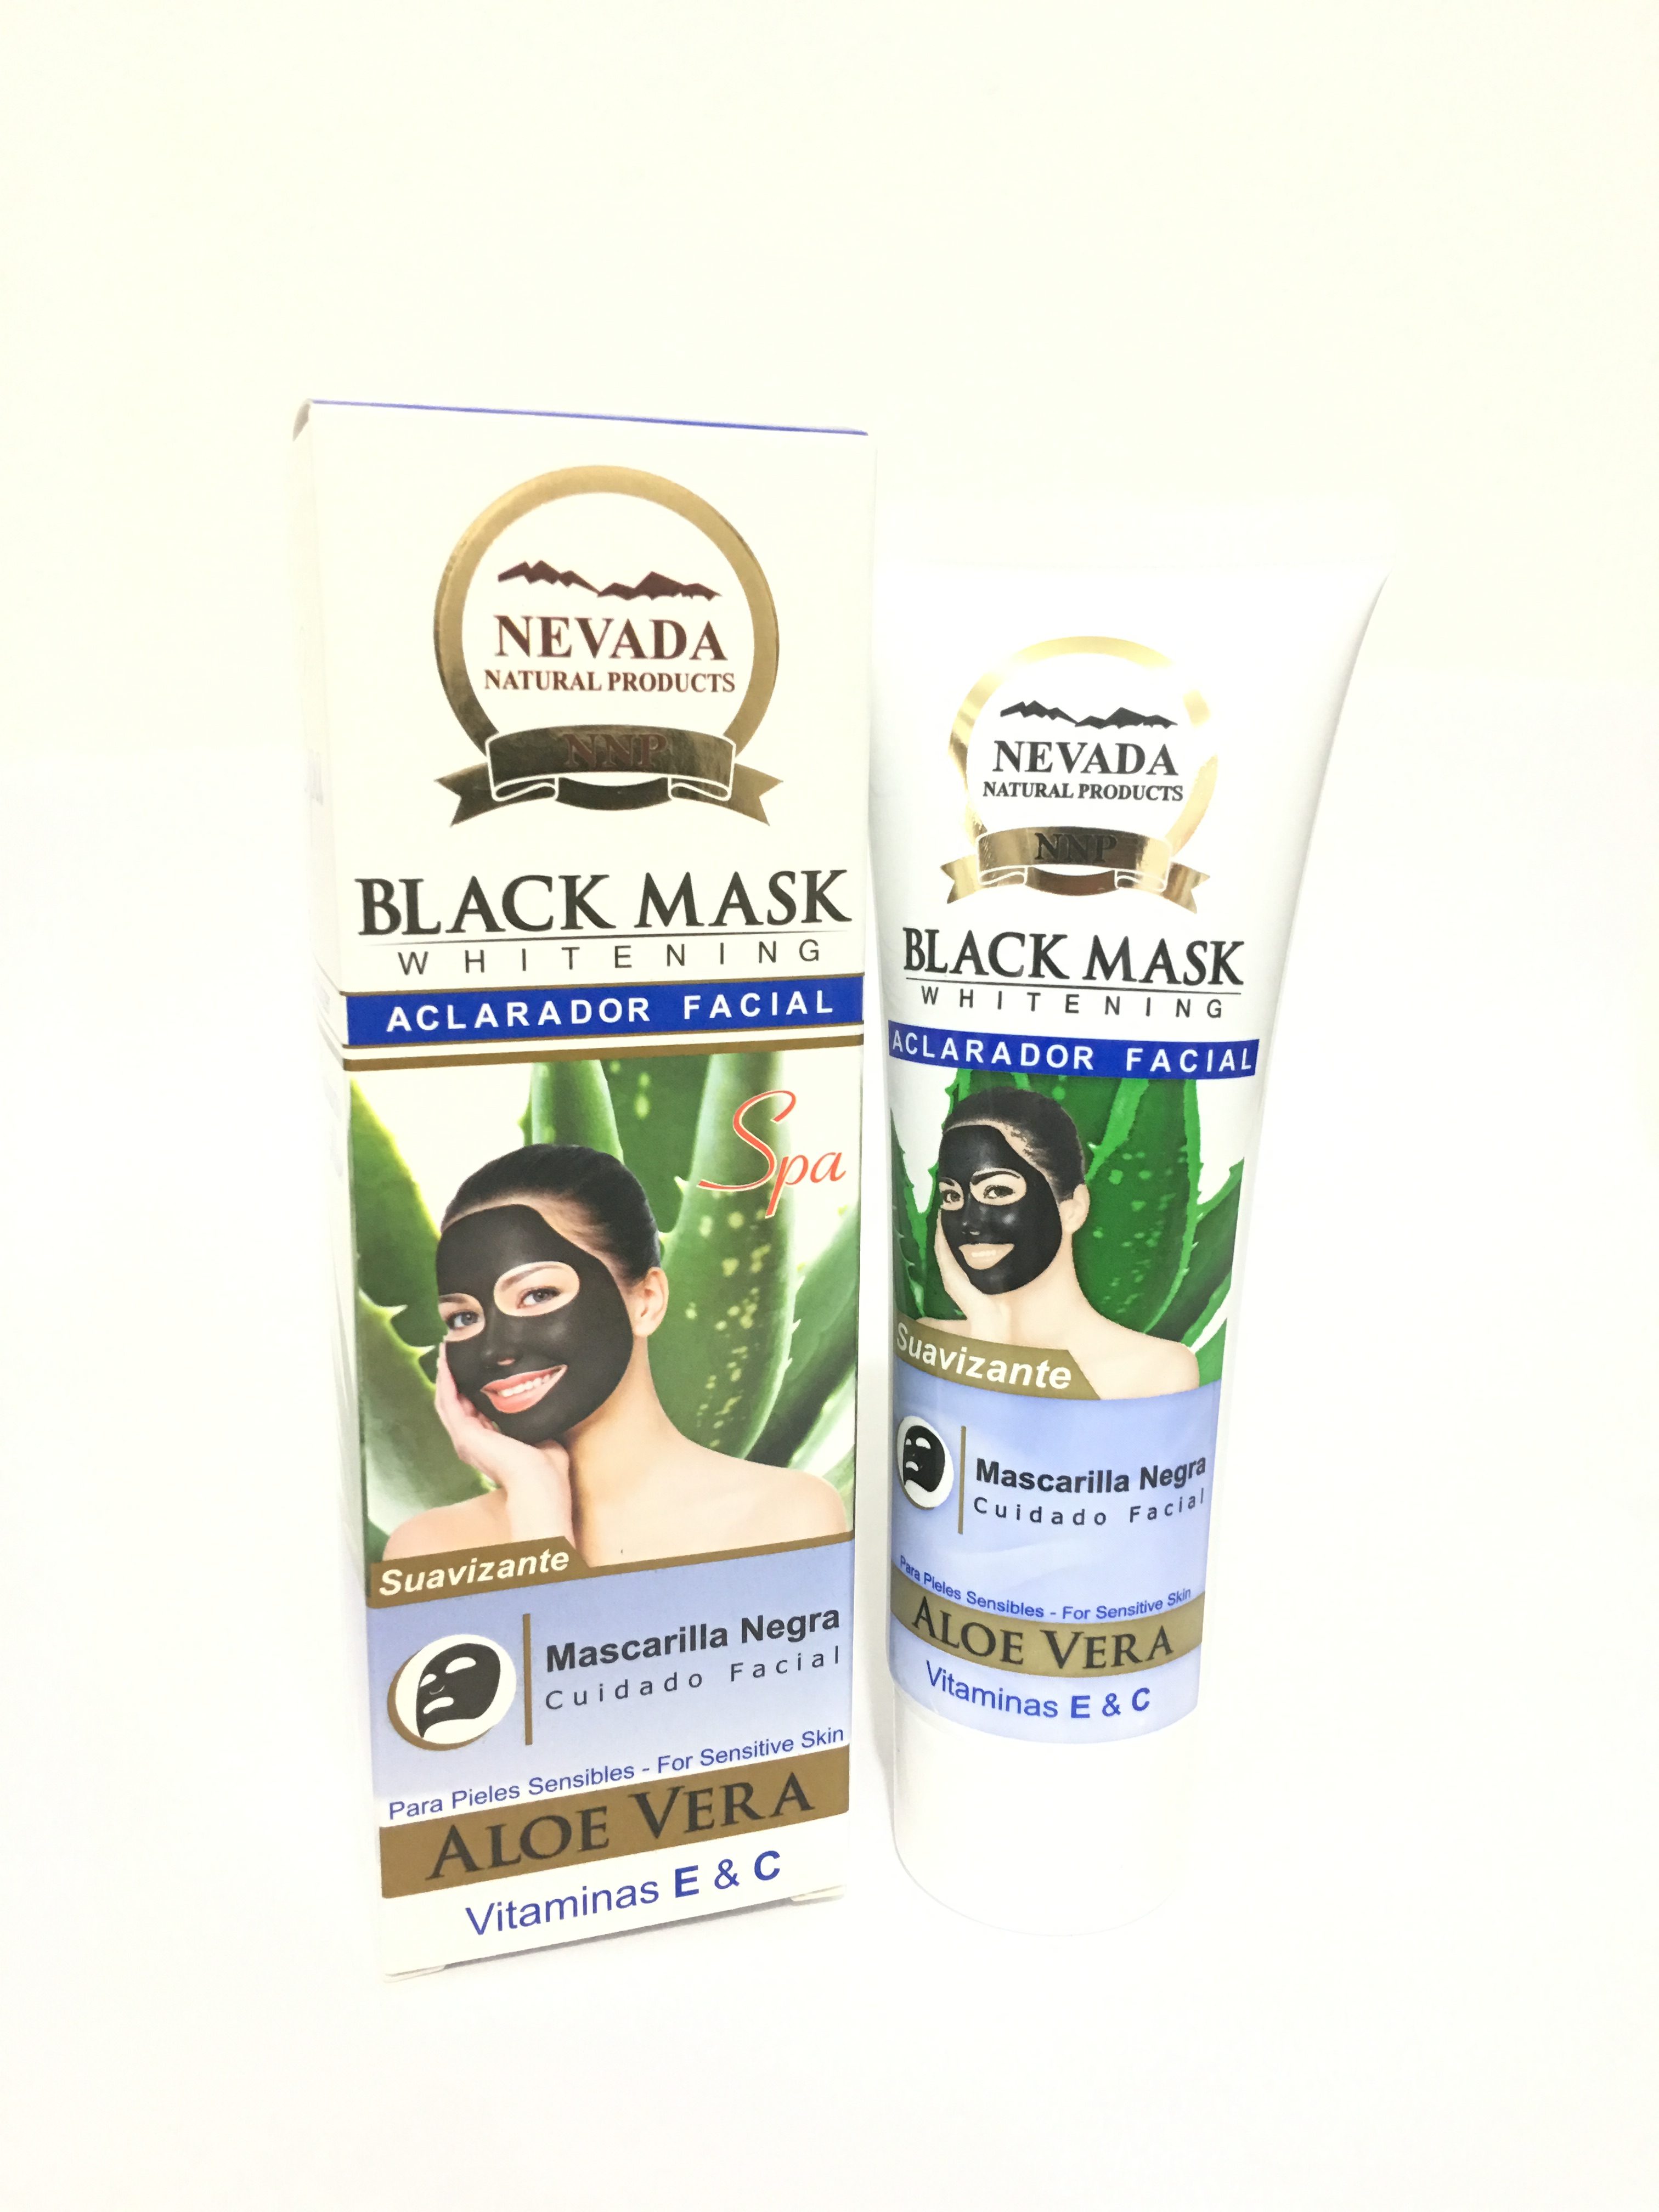 NEVADA
NATURAL PRODUCTS
NNP
BLACK MASK
WHITENING
ACLARADOR FACIAL
Spa
Suavizante
Mascarilla Negra
Cuidado Facial
Para Pieles Sensibles - For Sensitive Skin
ALOE VERA
Vitaminas E & C
NEVADA
NATURAL PRODUCTS
NNP
BLACK MASK
WHITENING
ACLARADOR FACIAL
Suavizante
Mascarilla Negra
Cuidado Facial
Para Pieles Sensibles - For Sensitive Skin
ALOE VERA
Vitaminas E & C